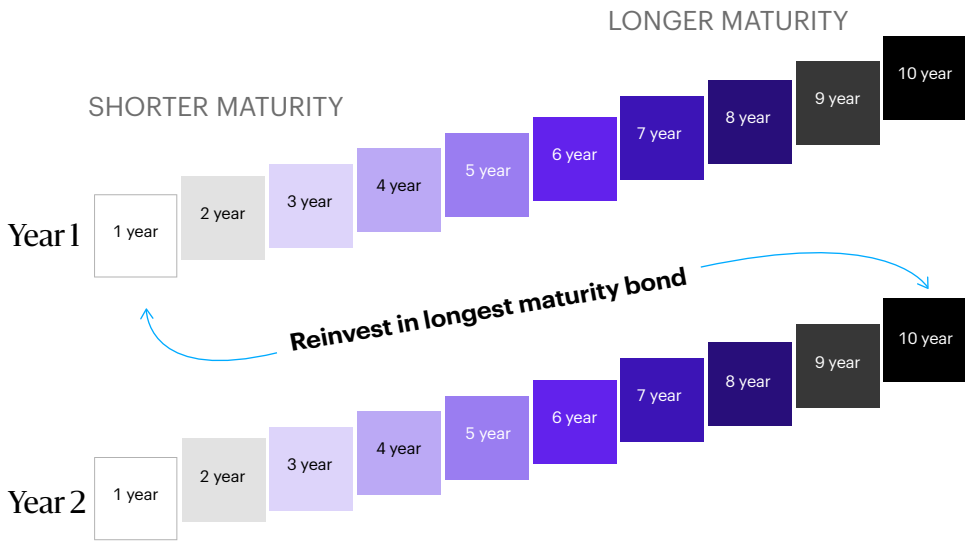 LONGER MATURITY
SHORTER MATURITY
Year 1
1 year
2 year
3 year
4 year
5 year
6 year
7 year
8 year
9 year
10 year
Reinvest in longest maturity bond
Year 2
1 year
2 year
3 year
4 year
5 year
6 year
7 year
8 year
9 year
10 year